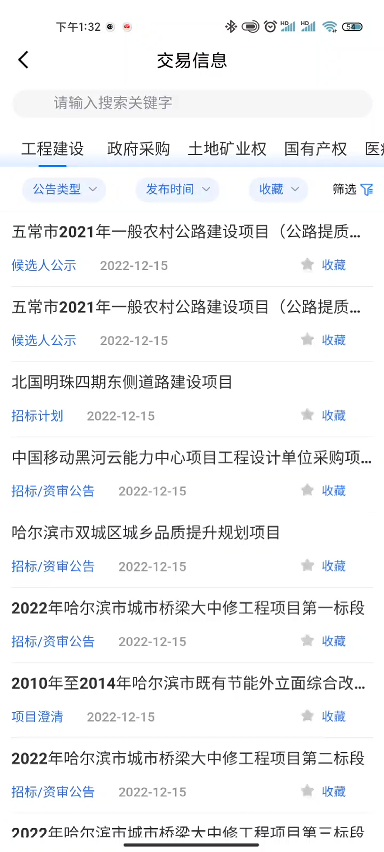 下午1:32
54
交易信息
请输入搜索关键字
工程建设 政府采购 土地矿业权 国有产权 医
公告类型 发布时间 收藏 筛选
五常市2021年一般农村公路建设项目（公路提质...
候选人公示 2022-12-15 收藏
五常市2021年一般农村公路建设项目（公路提质...
候选人公示 2022-12-15 收藏
北国明珠四期东侧道路建设项目
招标计划 2022-12-15 收藏
中国移动黑河云能力中心项目工程设计单位采购项...
招标/资审公告 2022-12-15 收藏
哈尔滨市双城区城乡品质提升规划项目
招标/资审公告 2022-12-15 收藏
2022年哈尔滨市城市桥梁大中修工程项目第一标段
招标/资审公告 2022-12-15 收藏
2010年至2014年哈尔滨市既有节能外立面综合改...
项目澄清 2022-12-15 收藏
2022年哈尔滨市城市桥梁大中修工程项目第二标段
招标/资审公告 2022-12-15 收藏
2022年哈尔滨市城市桥梁大中修工程项目第三标段